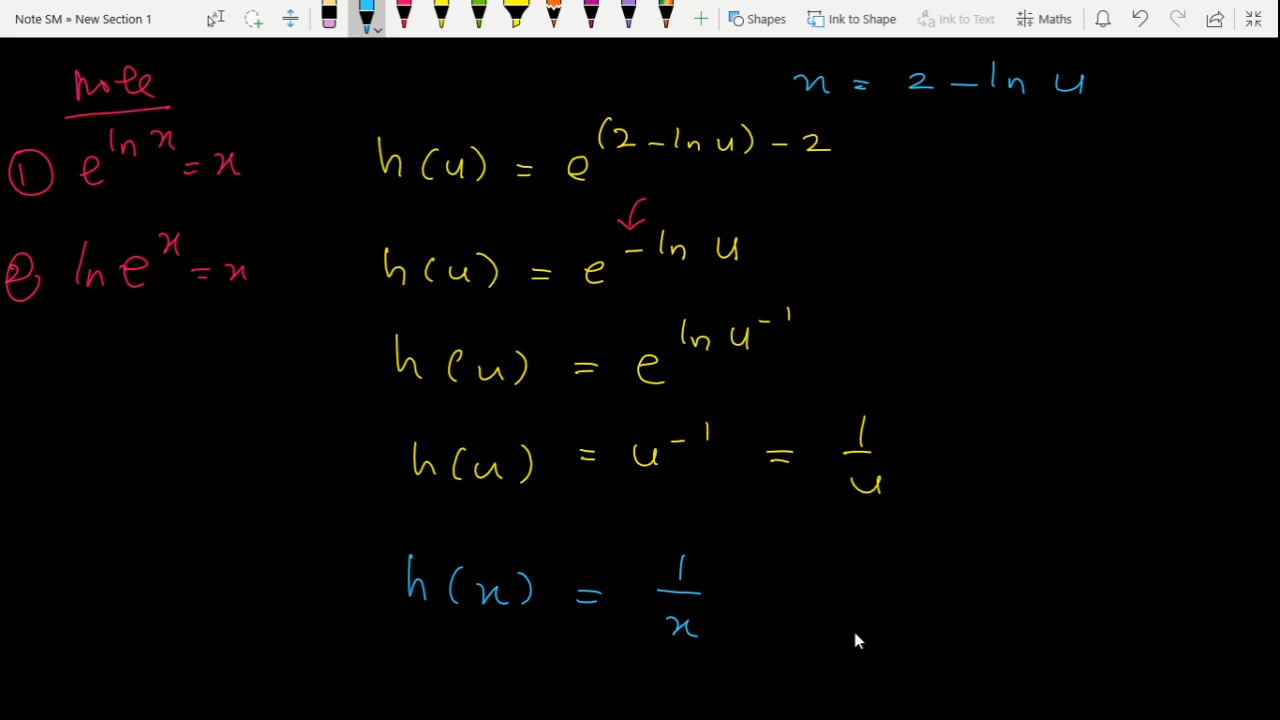 Note SM » New Section 1
Shapes
Ink to Shape
Ink to Text
Maths
note
① e^{ln x} = x
② ln e^x = x
x = 2 - ln u
h(u) = e^{(2 - ln u) - 2}
h(u) = e^{- ln u}
h(u) = e^{ln u^{-1}}
h(u) = u^{-1} = 1/u
h(x) = 1/x